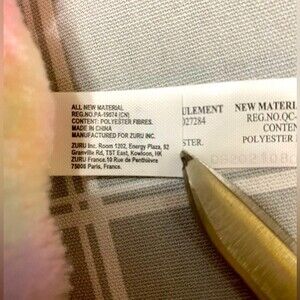 ALL NEW MATERIAL
REG.NO.PA-15074 (CN)
CONTENT: POLYESTER FIBRES.
MADE IN CHINA
MANUFACTURED FOR ZURU INC.
ZURU Inc. Room 1202, Energy Plaza, 92
Granville Rd, TST East, Kowloon, HK
ZURU France.10 Rue de Penthièvre
75008 Paris, France.
ULEMENT
027284
STER.
NEW MATERI
REG.NO.QC-
CONTEN
POLYESTER